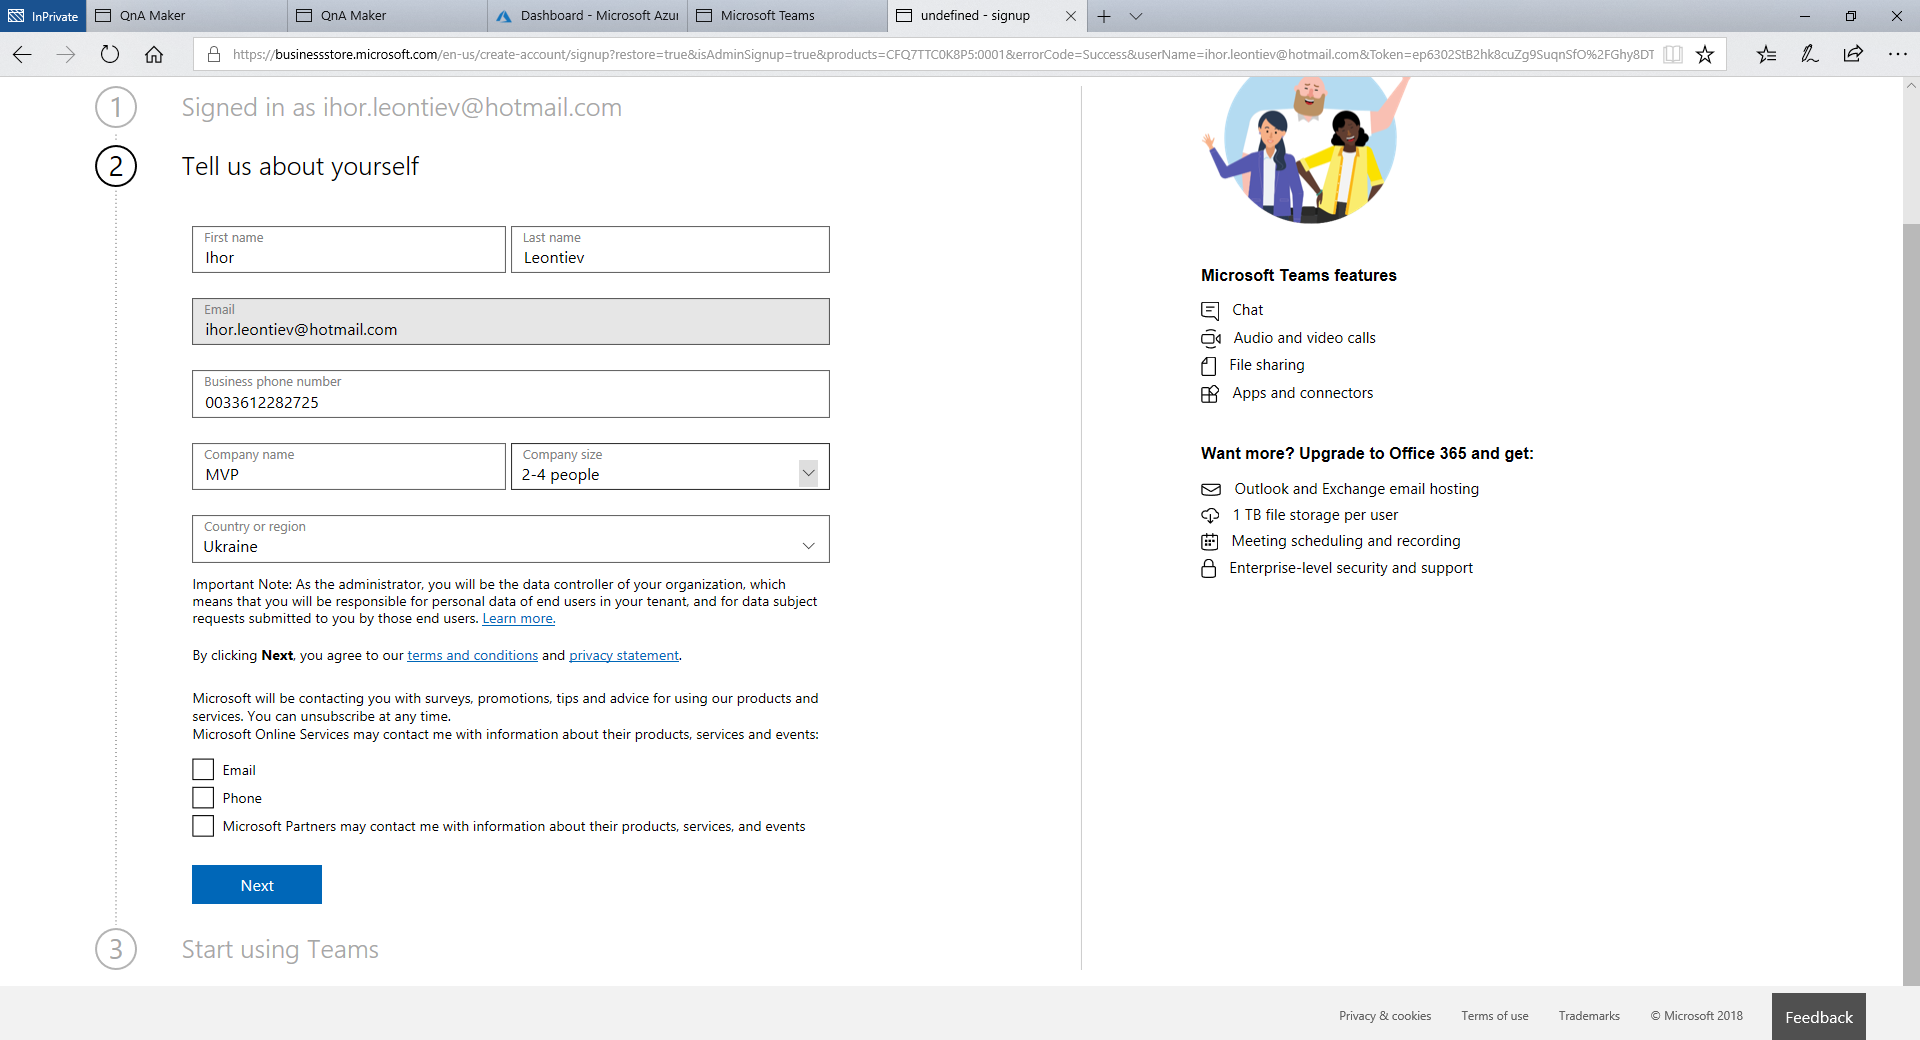 InPrivate
QnA Maker
QnA Maker
Dashboard - Microsoft Azu
Microsoft Teams
undefined - signup
https://businessstore.microsoft.com/en-us/create-account/signup?restore=true&isAdminSignup=true&products=CFQ7TTC0K8P5:0001&errorCode=Success&userName=ihor.leontiev@hotmail.com&Token=ep6302StB2hk8cuZg9SuqnSfO%2FGhy8DT
1
Signed in as ihor.leontiev@hotmail.com
2
Tell us about yourself
First name
Ihor
Last name
Leontiev
Email
ihor.leontiev@hotmail.com
Business phone number
0033612282725
Company name
MVP
Company size
2-4 people
Country or region
Ukraine
Important Note: As the administrator, you will be the data controller of your organization, which
means that you will be responsible for personal data of end users in your tenant, and for data subject
requests submitted to you by those end users. Learn more.
By clicking Next, you agree to our terms and conditions and privacy statement.
Microsoft will be contacting you with surveys, promotions, tips and advice for using our products and
services. You can unsubscribe at any time.
Microsoft Online Services may contact me with information about their products, services and events:
Email
Phone
Microsoft Partners may contact me with information about their products, services, and events
Next
3
Start using Teams
Microsoft Teams features
Chat
Audio and video calls
File sharing
Apps and connectors
Want more? Upgrade to Office 365 and get:
Outlook and Exchange email hosting
1 TB file storage per user
Meeting scheduling and recording
Enterprise-level security and support
Privacy & cookies
Terms of use
Trademarks
© Microsoft 2018
Feedback